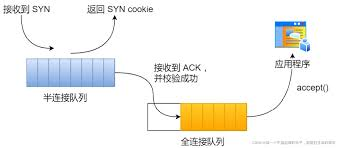 接收到 SYN
返回 SYN cookie
接收到 ACK，
并校验成功
应用程序
accept()
半连接队列
全连接队列